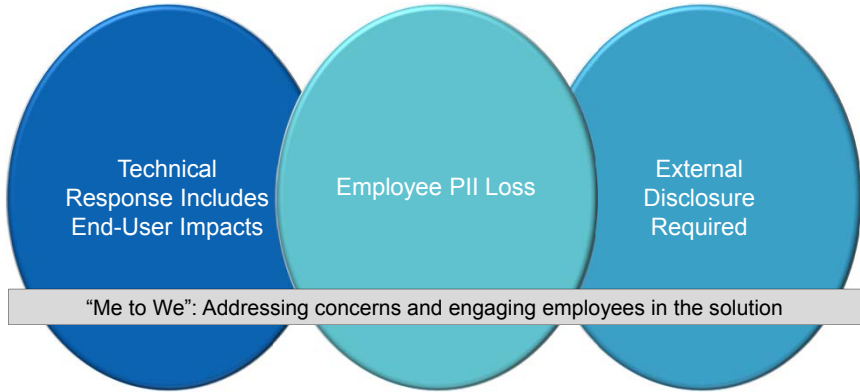 Technical
Response Includes
End-User Impacts
Employee PII Loss
External
Disclosure
Required
“Me to We”: Addressing concerns and engaging employees in the solution